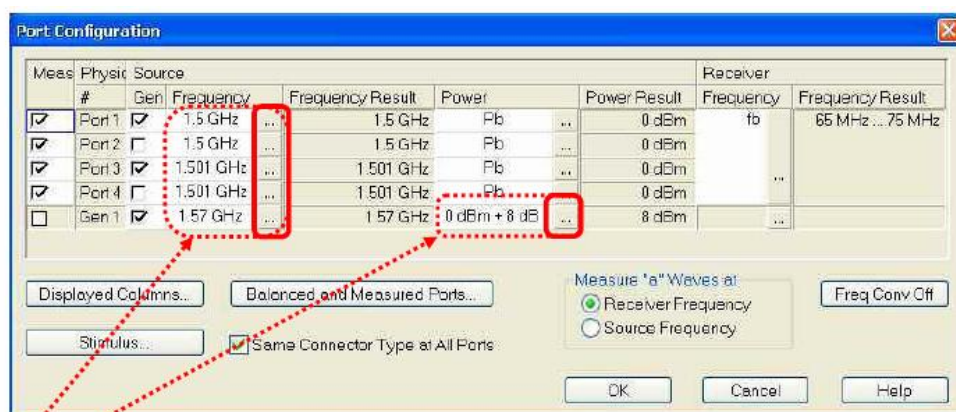 Port Configuration
Meas Physic Source Receiver
# Gen Frequency Frequency Result Power Power Result Frequency Frequency Result
Port 1 1.5 GHz ... 1.5 GHz Pb ... 0 dBm fb 65 MHz ... 75 MHz
Port 2 1.5 GHz ... 1.5 GHz Pb ... 0 dBm
Port 3 1.501 GHz ... 1.501 GHz Pb ... 0 dBm ...
Port 4 1.501 GHz ... 1.501 GHz Pb ... 0 dBm
Gen 1 1.57 GHz ... 1.57 GHz 0 dBm + 8 dB ... 8 dBm ...
Displayed Columns...
Balanced and Measured Ports...
Measure "a" Waves at
Receiver Frequency
Source Frequency
Freq Conv Off
Stimulus...
Same Connector Type at All Ports
OK Cancel Help